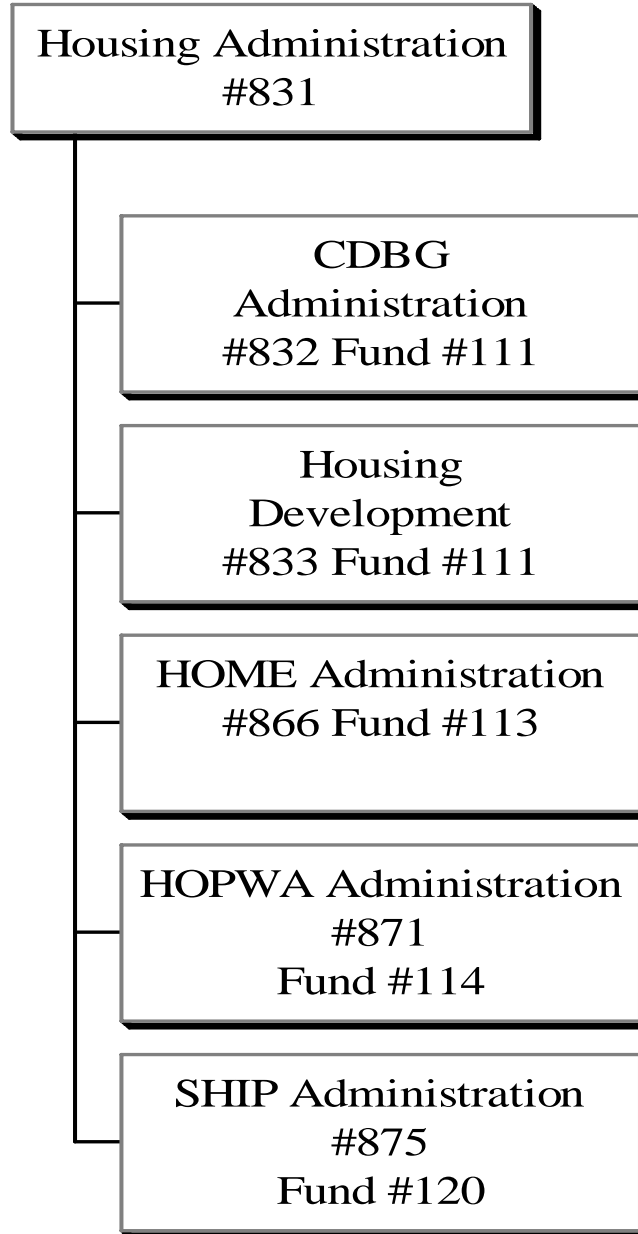 Housing Administration
#831
CDBG
Administration
#832 Fund #111
Housing
Development
#833 Fund #111
HOME Administration
#866 Fund #113
HOPWA Administration
#871
Fund #114
SHIP Administration
#875
Fund #120